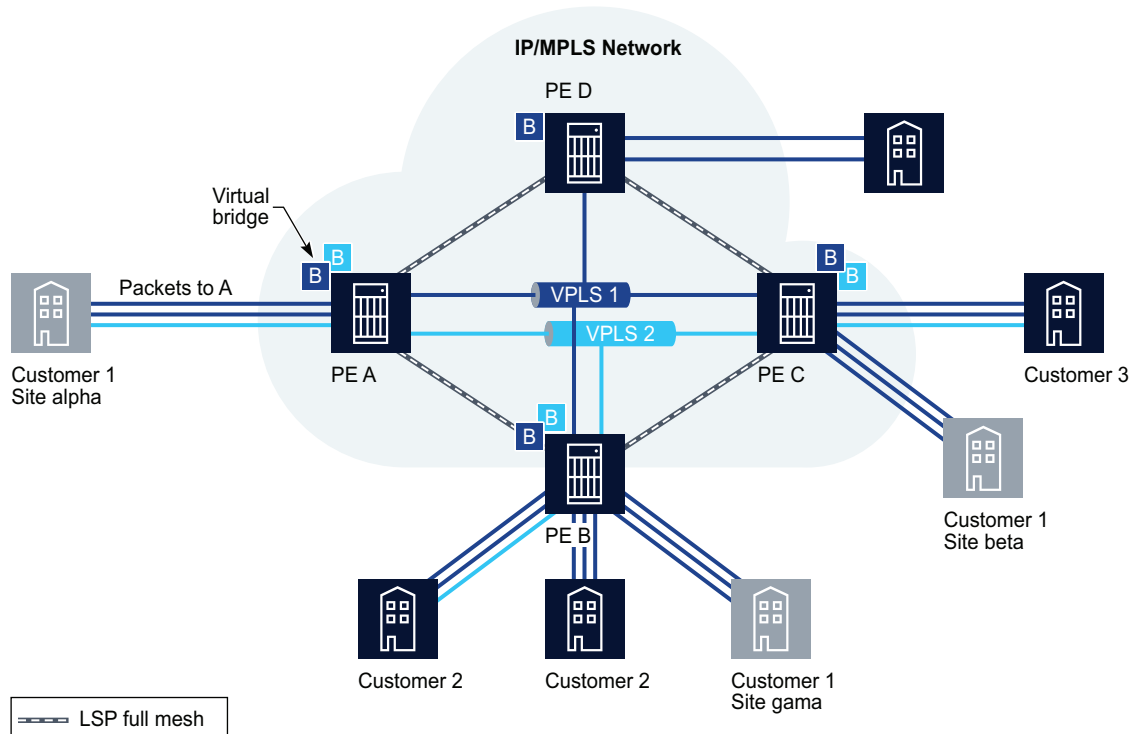 IP/MPLS Network
PE D
B
Virtual
bridge
B
B
B
B
Packets to A
VPLS 1
VPLS 2
Customer 1
Site alpha
PE A
PE C
Customer 3
B
B
PE B
Customer 1
Site beta
Customer 2
Customer 2
Customer 1
Site gama
LSP full mesh